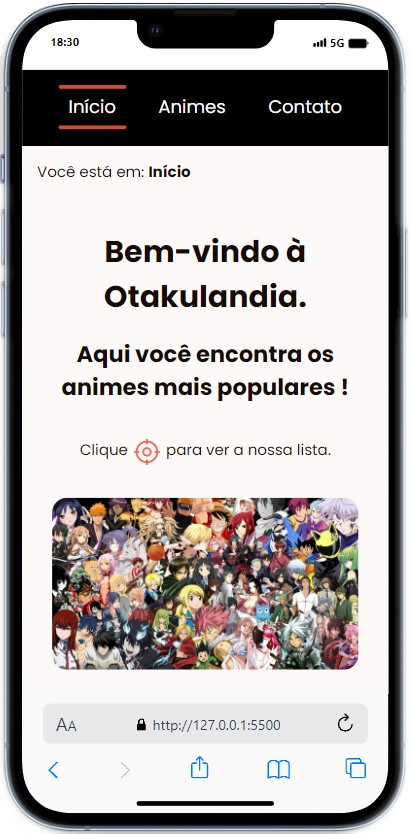 18:30 5G
Início Animes Contato
Você está em: Início
Bem-vindo à
Otakulandia.
Aqui você encontra os
animes mais populares !
Clique para ver a nossa lista.
AA http://127.0.0.1:5500